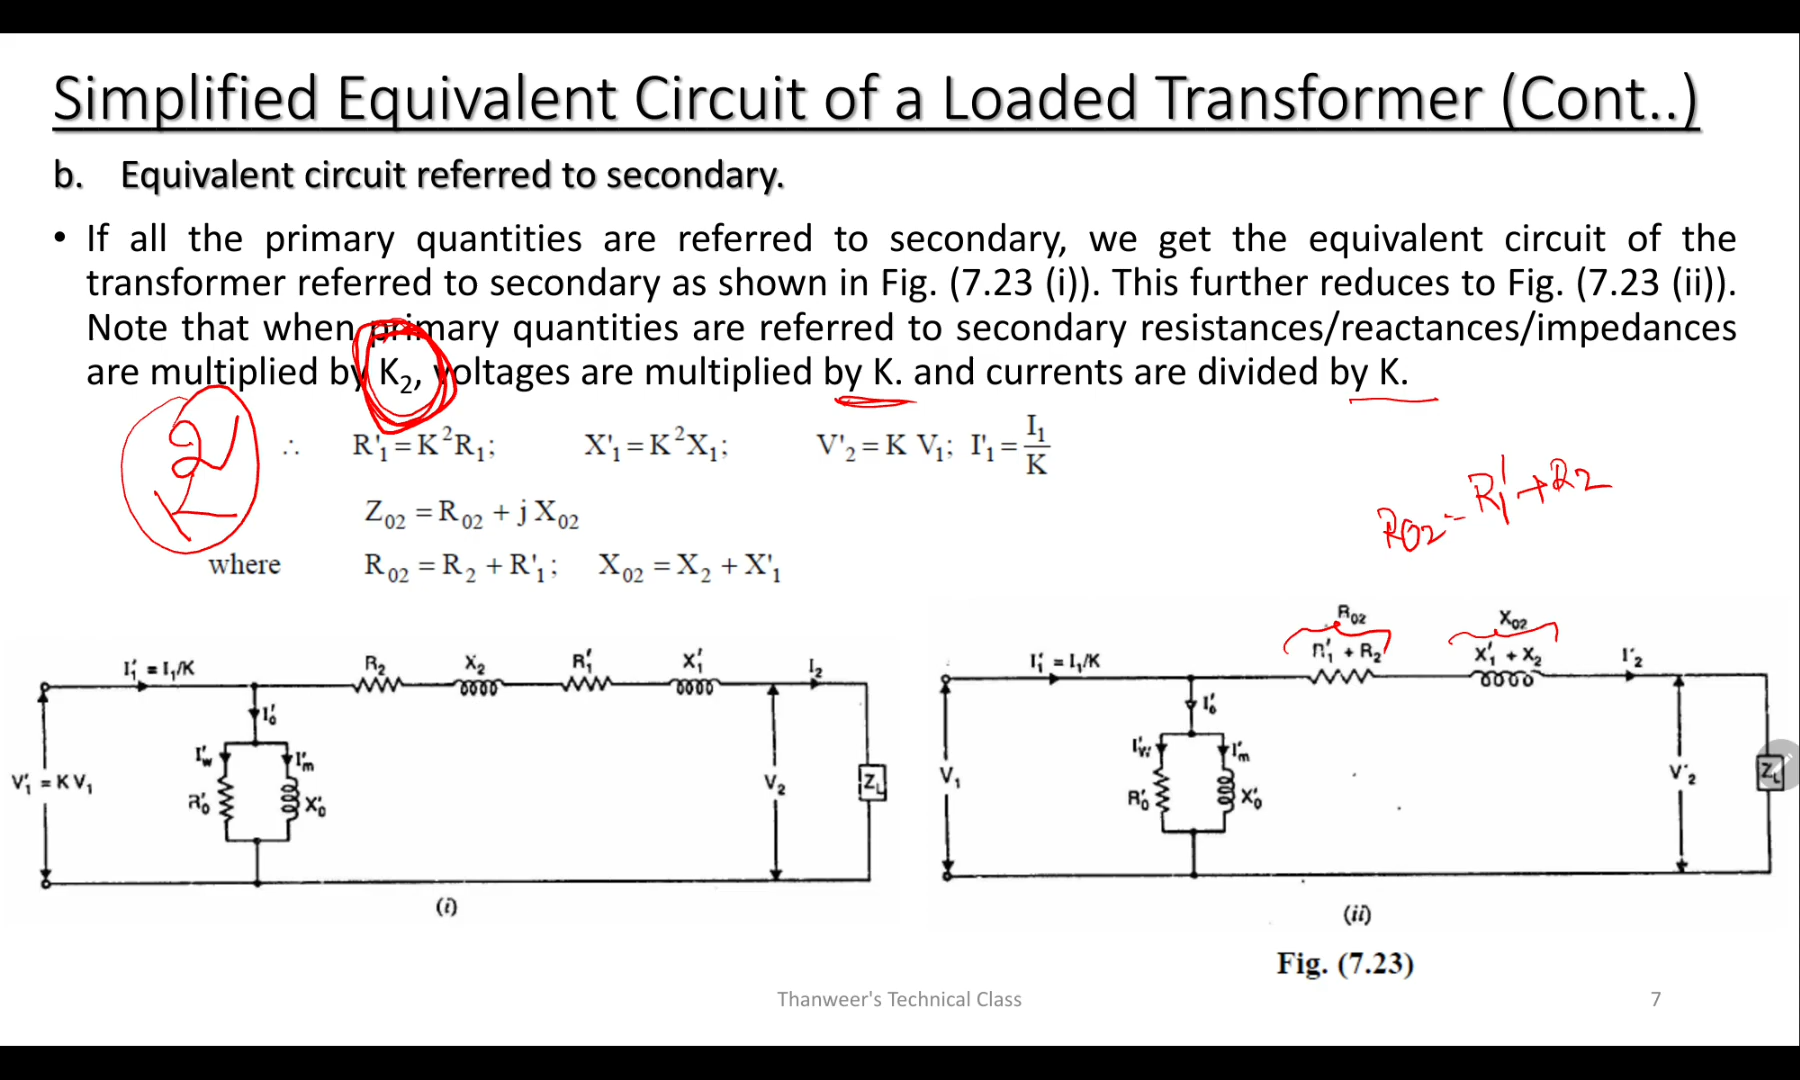 Simplified Equivalent Circuit of a Loaded Transformer (Cont..)
b. Equivalent circuit referred to secondary.
• If all the primary quantities are referred to secondary, we get the equivalent circuit of the
transformer referred to secondary as shown in Fig. (7.23 (i)). This further reduces to Fig. (7.23 (ii)).
Note that when primary quantities are referred to secondary resistances/reactances/impedances
are multiplied by K₂, voltages are multiplied by K. and currents are divided by K.
K²
∴ R'₁ = K²R₁; X'₁ = K²X₁; V'₂ = K V₁; I'₁ = I₁/K
Z₀₂ = R₀₂ + j X₀₂
where R₀₂ = R₂ + R'₁; X₀₂ = X₂ + X'₁
R₀₂ = R₁' + R₂
I'₁ = I₁/K R₂ X₂ R'₁ X'₁ I₂
I'₀
I'w I'm
V'₁ = K V₁ R'₀ X'₀ V₂ ZL
(i)
R₀₂ X₀₂
I'₁ = I₁/K R'₁ + R₂ X'₁ + X₂ I'₂
I'₀
I'w I'm
V₁ R'₀ X'₀ V'₂ ZL
(ii)
Fig. (7.23)
Thanweer's Technical Class
7